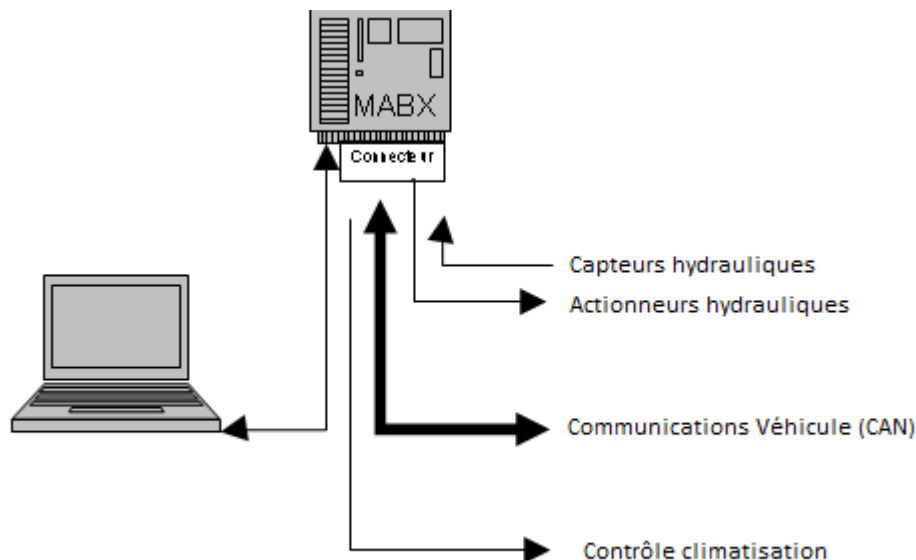 MABX
Connecteur
Capteurs hydrauliques
Actionneurs hydrauliques
Communications Véhicule (CAN)
Contrôle climatisation